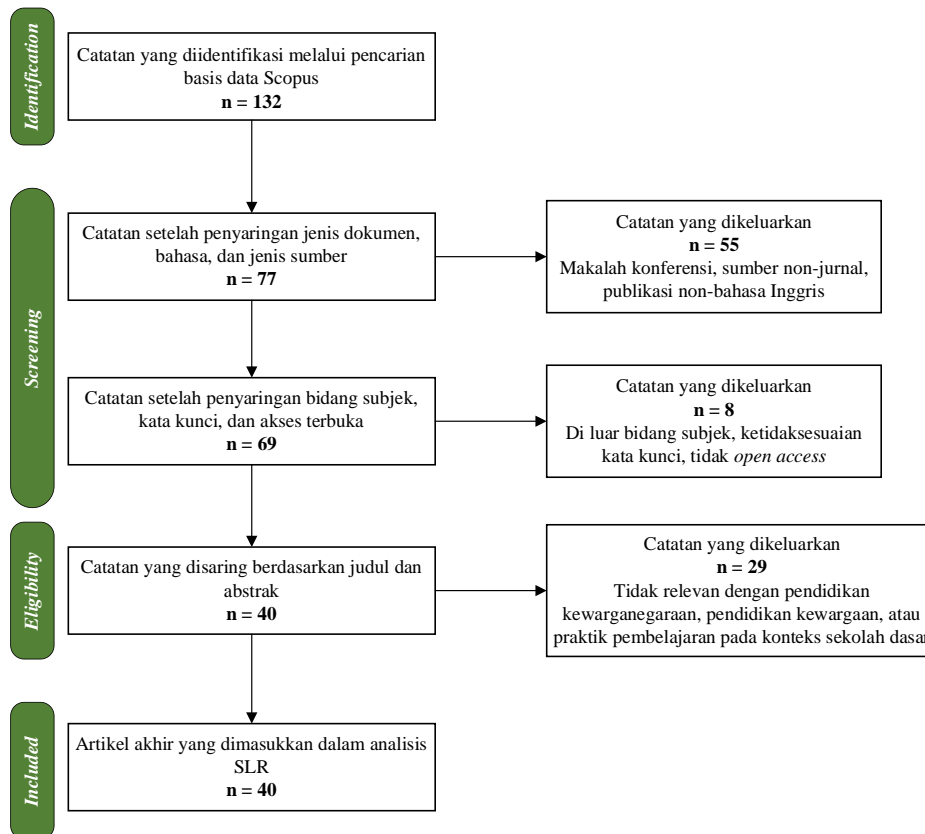 Identification
Catatan yang diidentifikasi melalui pencarian
basis data Scopus
n = 132
Screening
Catatan setelah penyaringan jenis dokumen,
bahasa, dan jenis sumber
n = 77
Catatan yang dikeluarkan
n = 55
Makalah konferensi, sumber non-jurnal,
publikasi non-bahasa Inggris
Catatan setelah penyaringan bidang subjek,
kata kunci, dan akses terbuka
n = 69
Catatan yang dikeluarkan
n = 8
Di luar bidang subjek, ketidaksesuaian
kata kunci, tidak open access
Eligibility
Catatan yang disaring berdasarkan judul dan
abstrak
n = 40
Catatan yang dikeluarkan
n = 29
Tidak relevan dengan pendidikan
kewarganegaraan, pendidikan kewargaan, atau
praktik pembelajaran pada konteks sekolah dasar
Included
Artikel akhir yang dimasukkan dalam analisis
SLR
n = 40